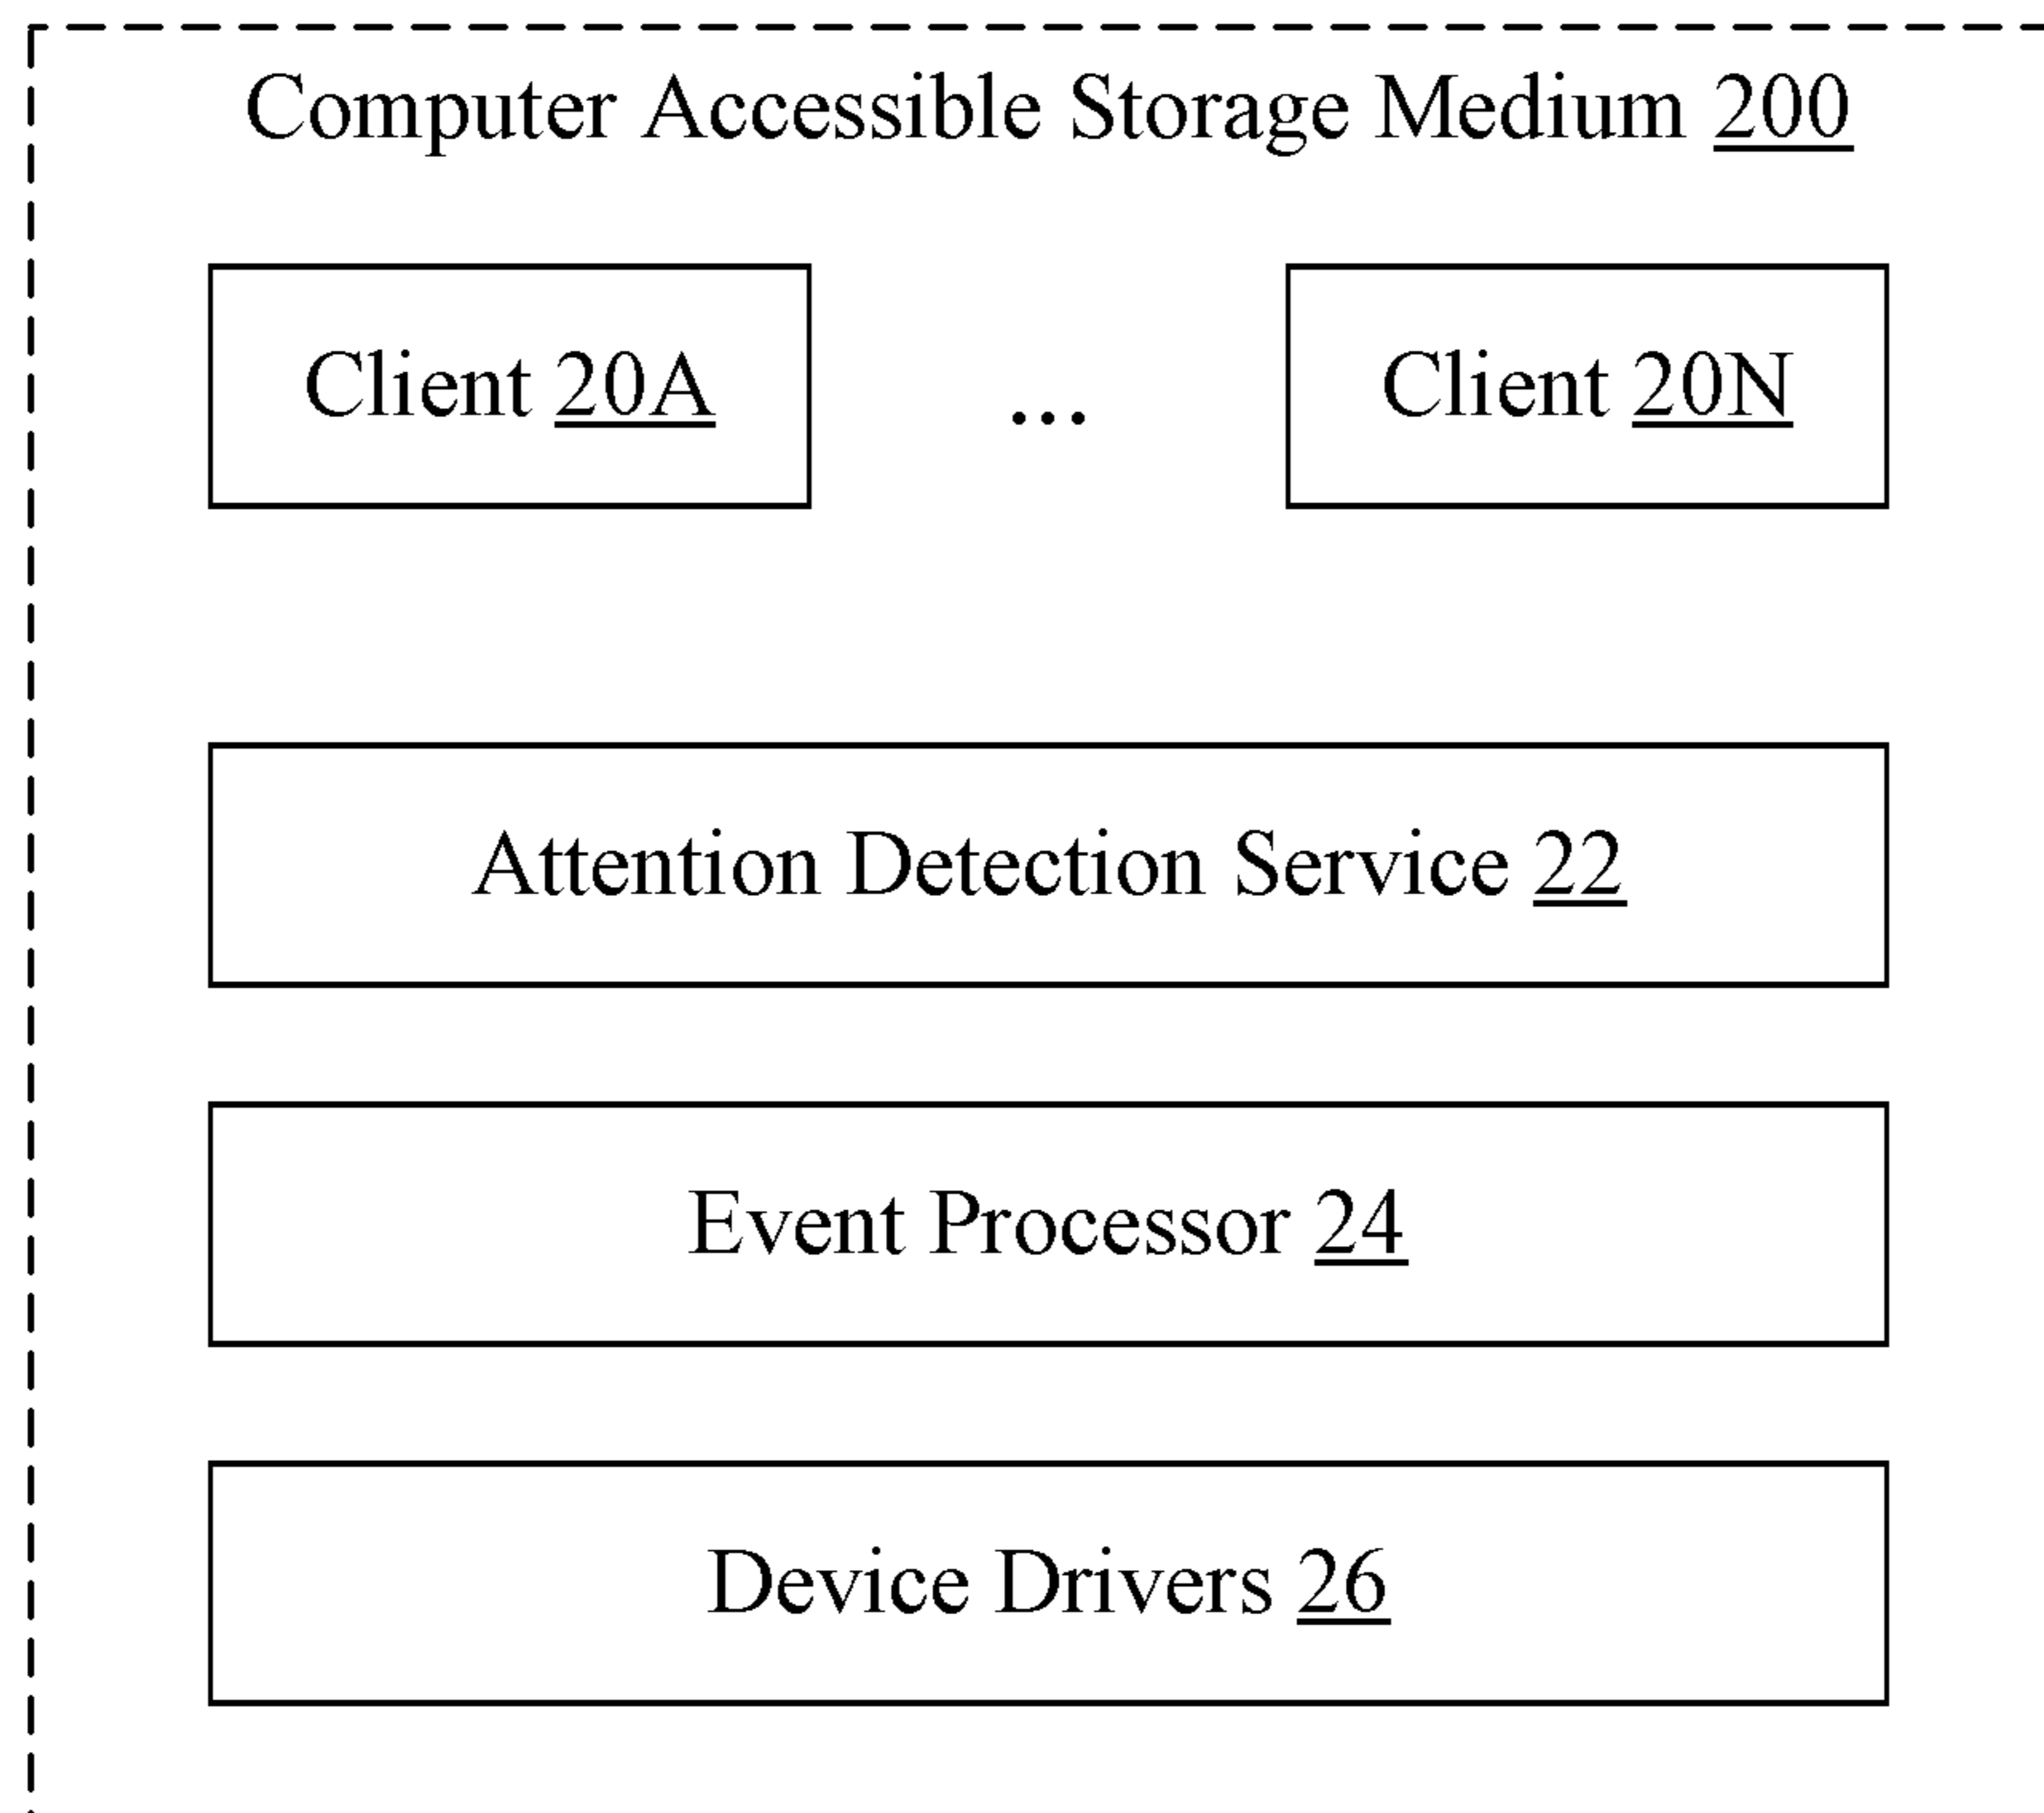 Computer Accessible Storage Medium 200
Client 20A ... Client 20N
Attention Detection Service 22
Event Processor 24
Device Drivers 26